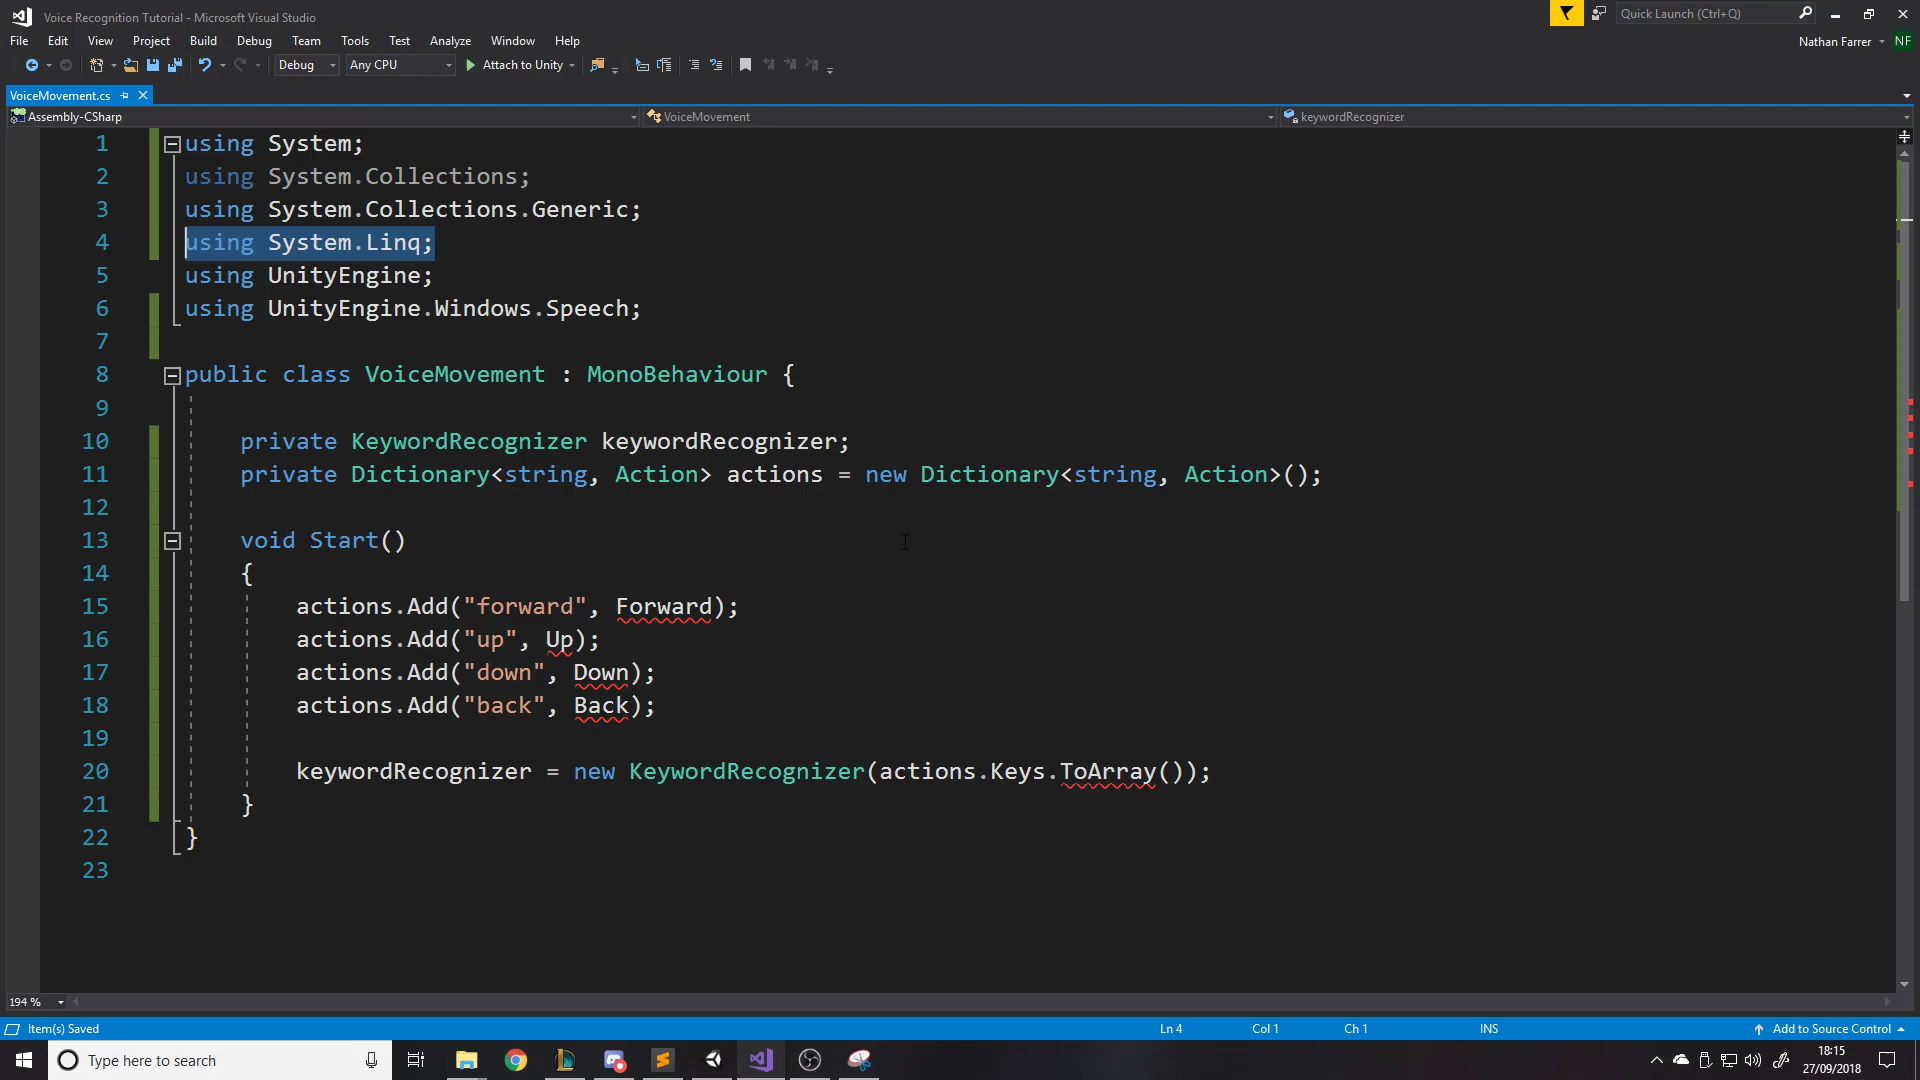 Voice Recognition Tutorial - Microsoft Visual Studio
Quick Launch (Ctrl+Q)
File Edit View Project Build Debug Team Tools Test Analyze Window Help
Nathan Farrer NF
Debug Any CPU Attach to Unity
VoiceMovement.cs
Assembly-CSharp VoiceMovement keywordRecognizer
1 using System;
2 using System.Collections;
3 using System.Collections.Generic;
4 using System.Linq;
5 using UnityEngine;
6 using UnityEngine.Windows.Speech;
7
8 public class VoiceMovement : MonoBehaviour {
9
10 private KeywordRecognizer keywordRecognizer;
11 private Dictionary<string, Action> actions = new Dictionary<string, Action>();
12
13 void Start()
14 {
15 actions.Add("forward", Forward);
16 actions.Add("up", Up);
17 actions.Add("down", Down);
18 actions.Add("back", Back);
19
20 keywordRecognizer = new KeywordRecognizer(actions.Keys.ToArray());
21 }
22 }
23
194 %
Item(s) Saved Ln 4 Col 1 Ch 1 INS Add to Source Control
Type here to search
18:15
27/09/2018